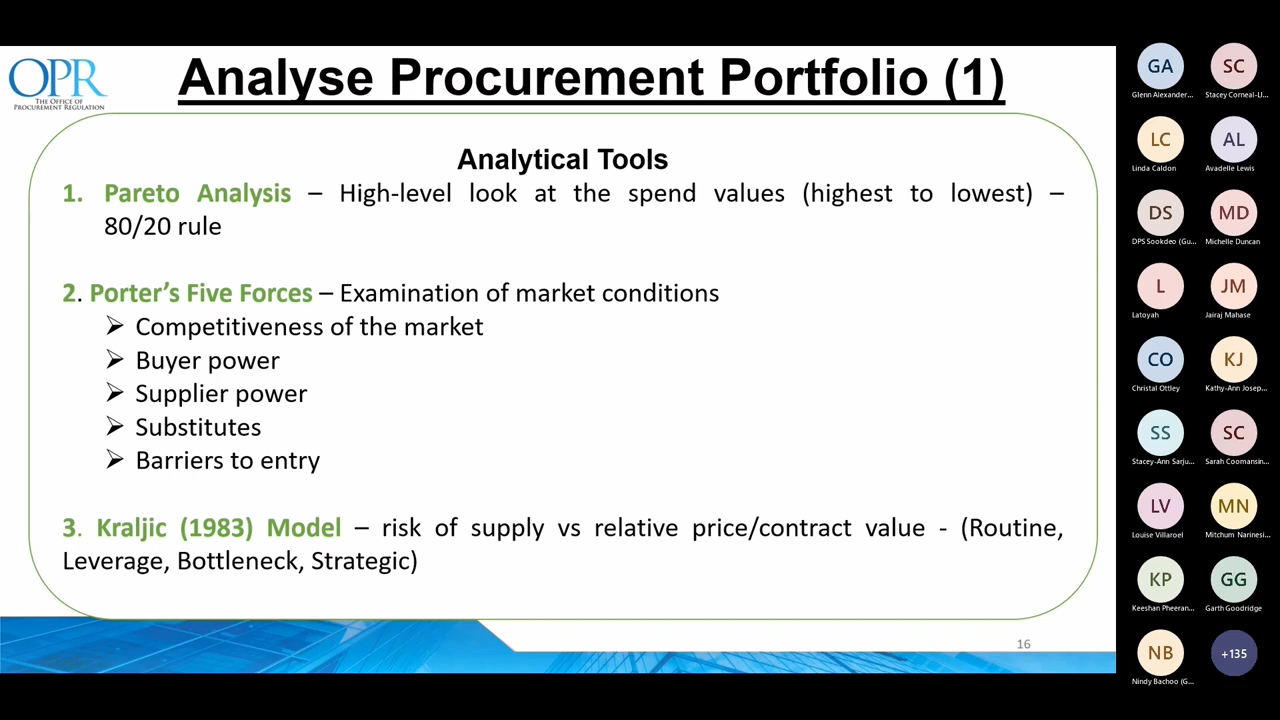 OPR
THE OFFICE OF
PROCUREMENT REGULATION
Analyse Procurement Portfolio (1)
Analytical Tools
1. Pareto Analysis – High-level look at the spend values (highest to lowest) –
80/20 rule
2. Porter’s Five Forces – Examination of market conditions
➢ Competitiveness of the market
➢ Buyer power
➢ Supplier power
➢ Substitutes
➢ Barriers to entry
3. Kraljic (1983) Model – risk of supply vs relative price/contract value - (Routine,
Leverage, Bottleneck, Strategic)
16
GA SC
Glenn Alexander... Stacey Corneal-Ll...
LC AL
Linda Caldon Avadelle Lewis
DS MD
DPS Sookdeo (Gu... Michelle Duncan
L JM
Latoyah Jairaj Mahase
CO KJ
Christal Ottley Kathy-Ann Josep...
SS SC
Stacey-Ann Sarju... Sarah Coomansin...
LV MN
Louise Villaroel Mitchum Narinesi...
KP GG
Keeshan Pheeran... Garth Goodridge
NB +135
Nindy Bachoo (G...